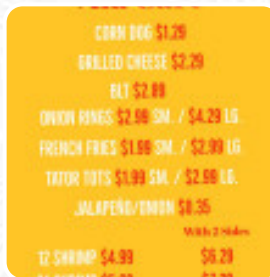 CORN DOG $1.29
GRILLED CHEESE $2.29
BLT
ONION RINGS $2.99 SM. / $4.29 LG.
FRENCH FRIES $1.99 SM. / $2.99 LG.
TATOR TOTS $1.99 SM. / $2.99 LG.
JALAPEÑO/ONION $0.35
With 2 Sides
12 SHRIMP $4.99 $6.29